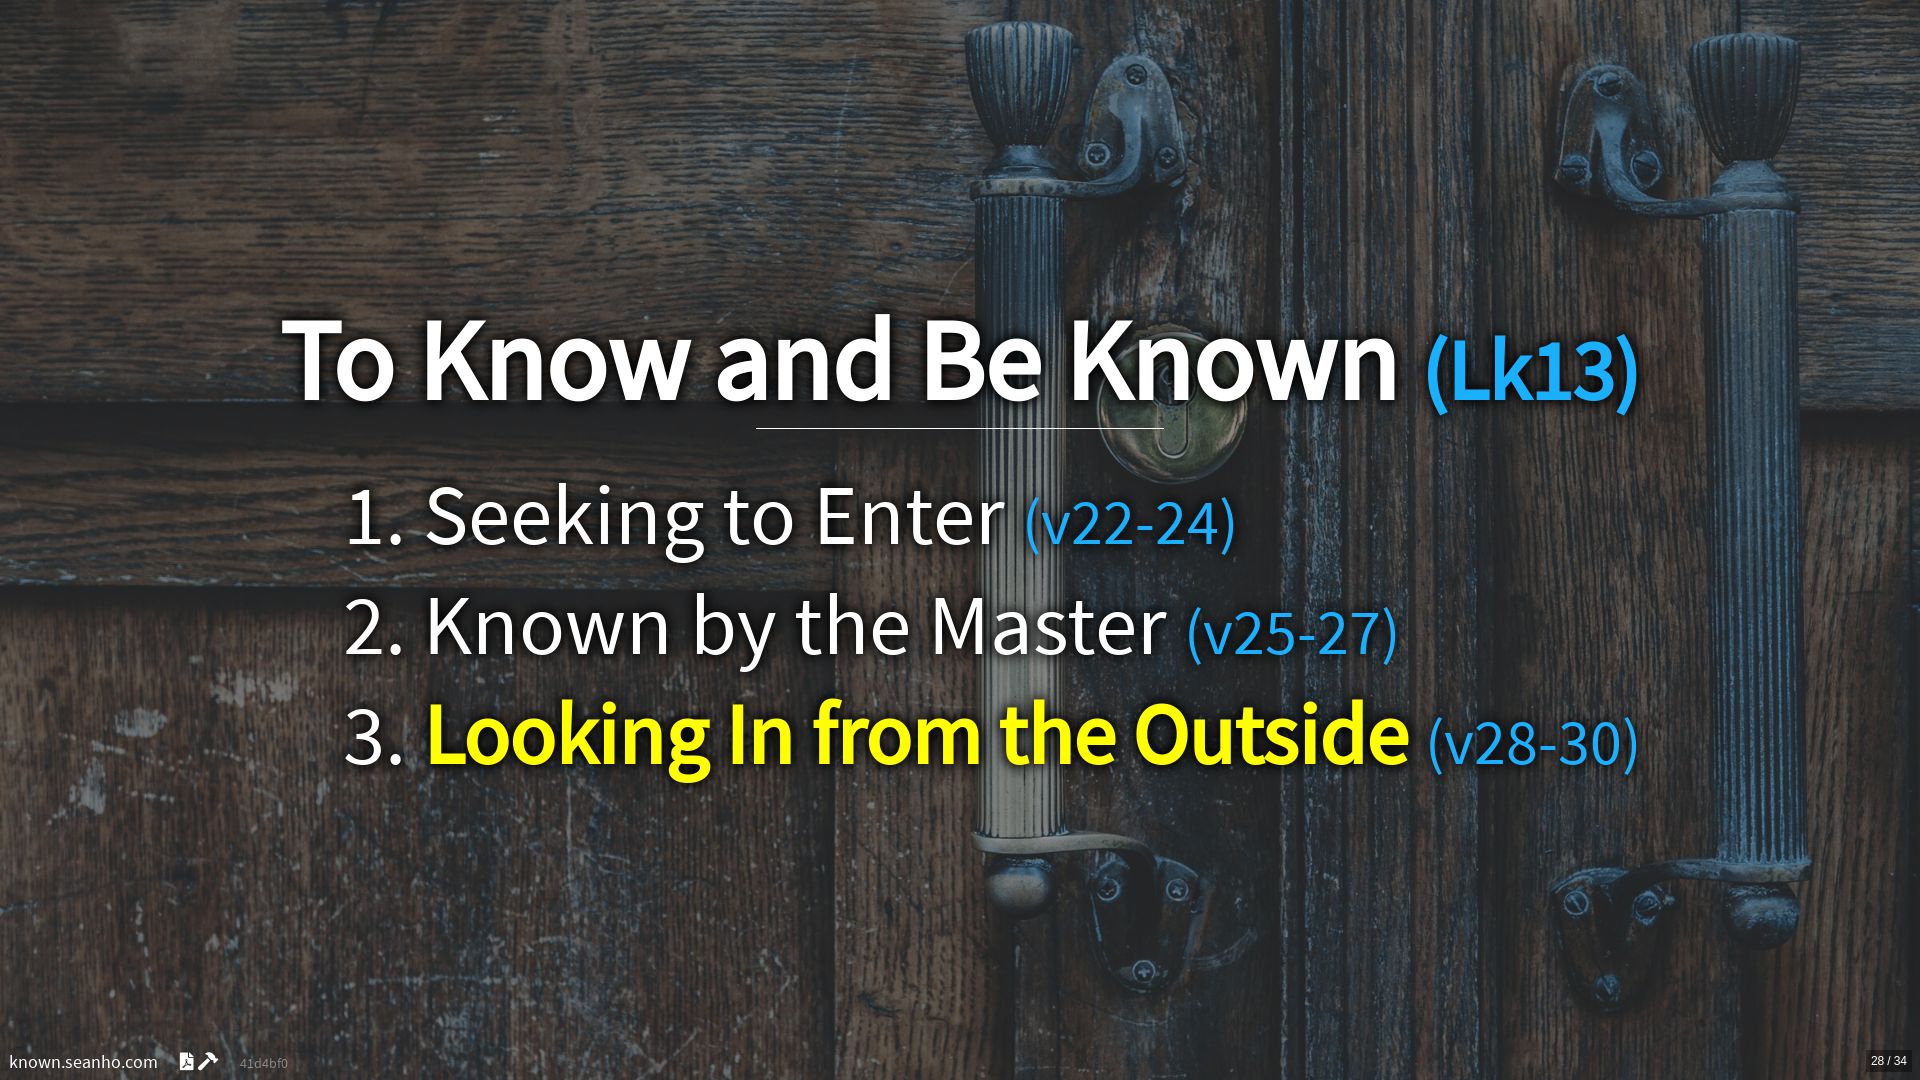 To Know and Be Known (Lk13)
1. Seeking to Enter (v22-24)
2. Known by the Master (v25-27)
3. Looking In from the Outside (v28-30)
known.seanho.com 41d4bf0
28 / 34